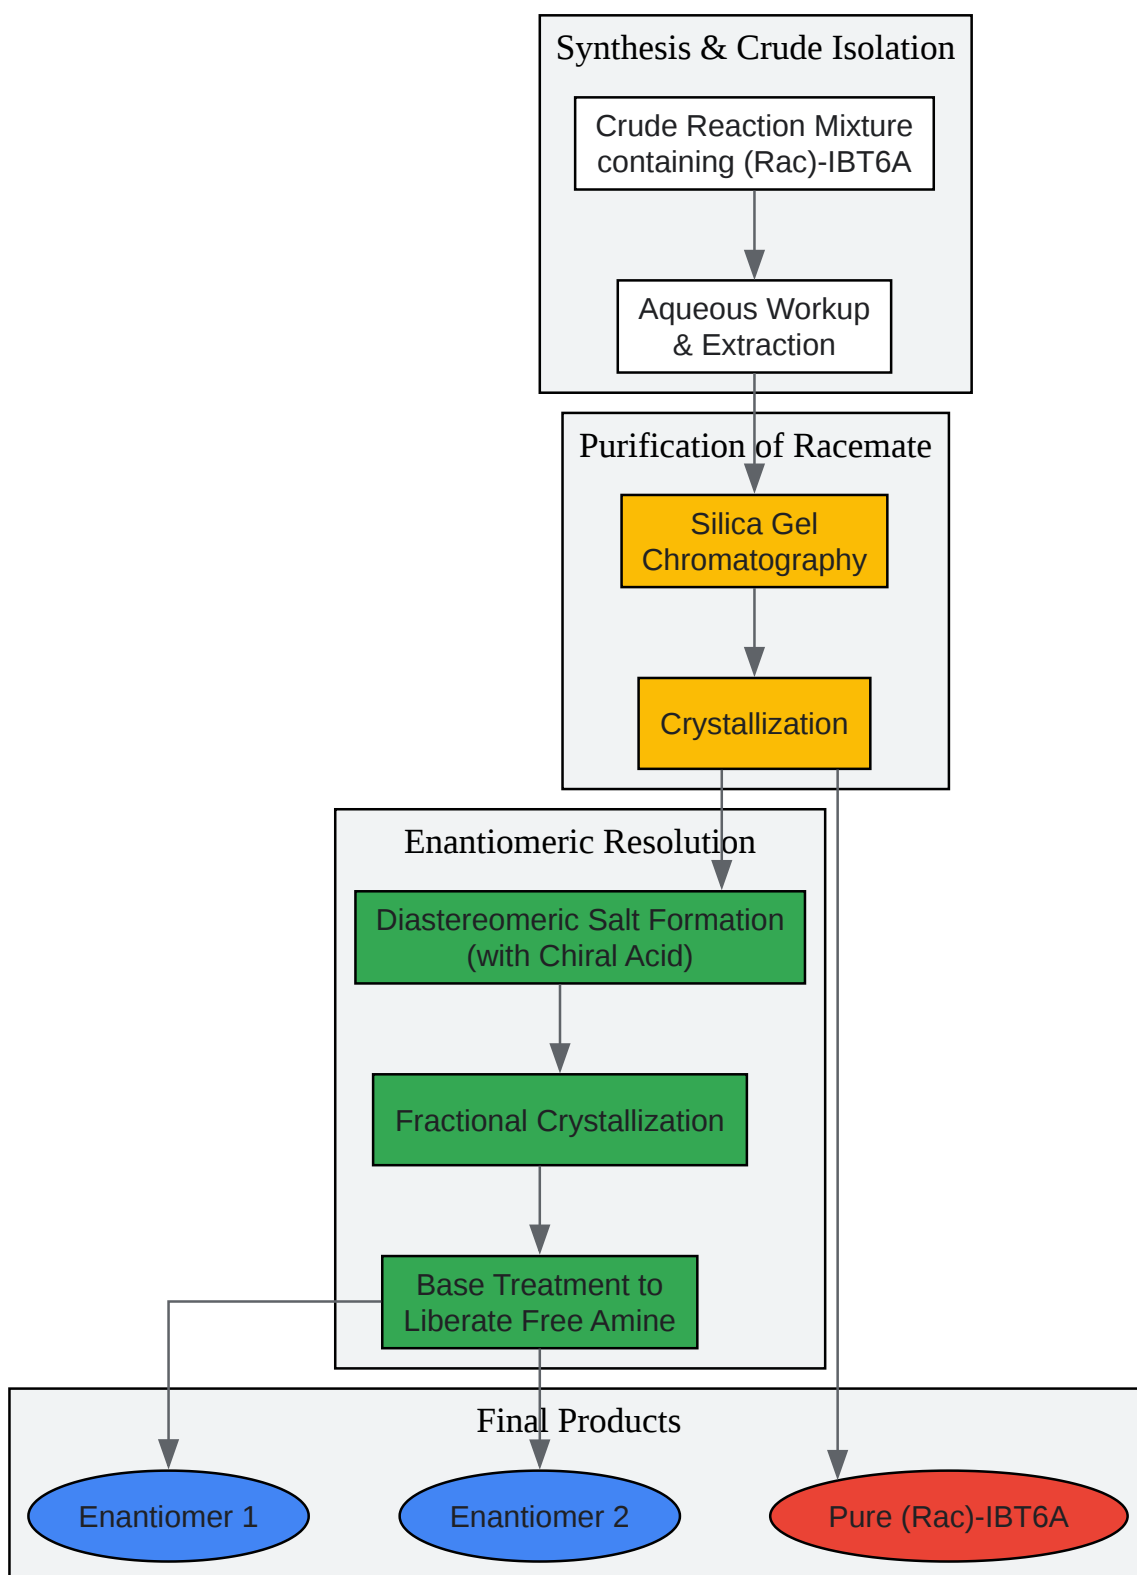 Synthesis & Crude Isolation
Crude Reaction Mixture
containing (Rac)-IBT6A
Aqueous Workup
& Extraction
Purification of Racemate
Silica Gel
Chromatography
Crystallization
Enantiomeric Resolution
Diastereomeric Salt Formation
(with Chiral Acid)
Fractional Crystallization
Base Treatment to
Liberate Free Amine
Final Products
Enantiomer 1
Enantiomer 2
Pure (Rac)-IBT6A